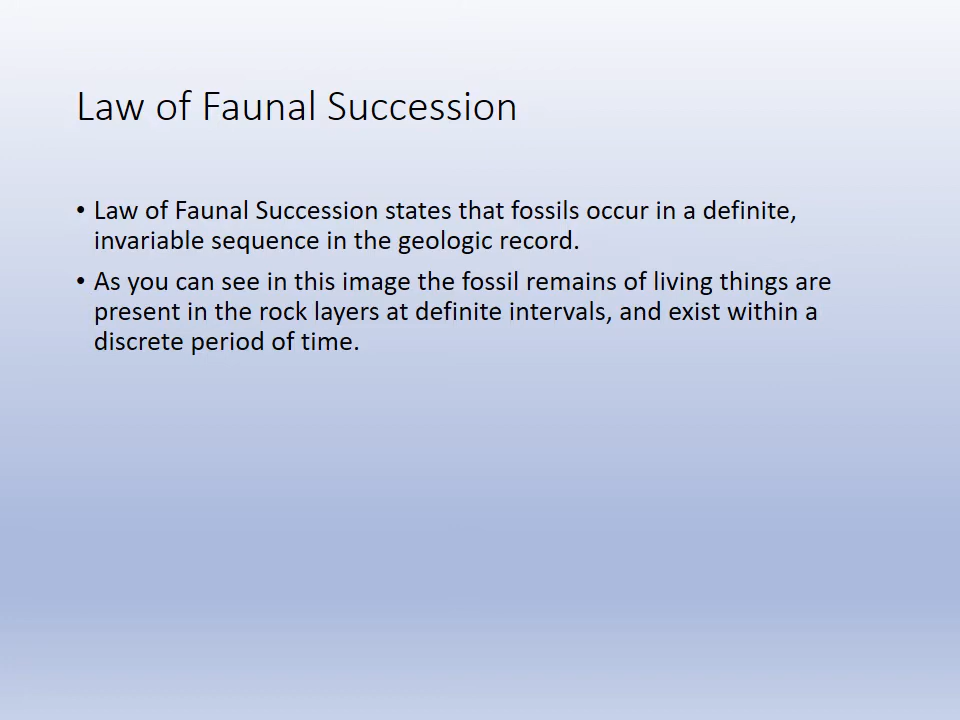 Law of Faunal Succession
• Law of Faunal Succession states that fossils occur in a definite,
invariable sequence in the geologic record.
• As you can see in this image the fossil remains of living things are
present in the rock layers at definite intervals, and exist within a
discrete period of time.